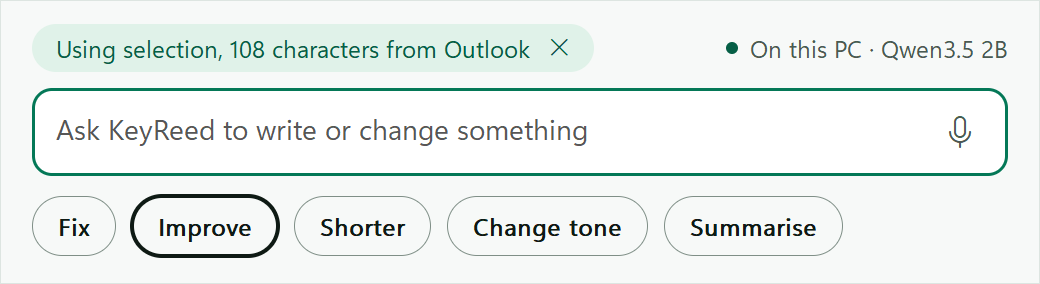 Using selection, 108 characters from Outlook
On this PC · Qwen3.5 2B
Ask KeyReed to write or change something
Fix
Improve
Shorter
Change tone
Summarise